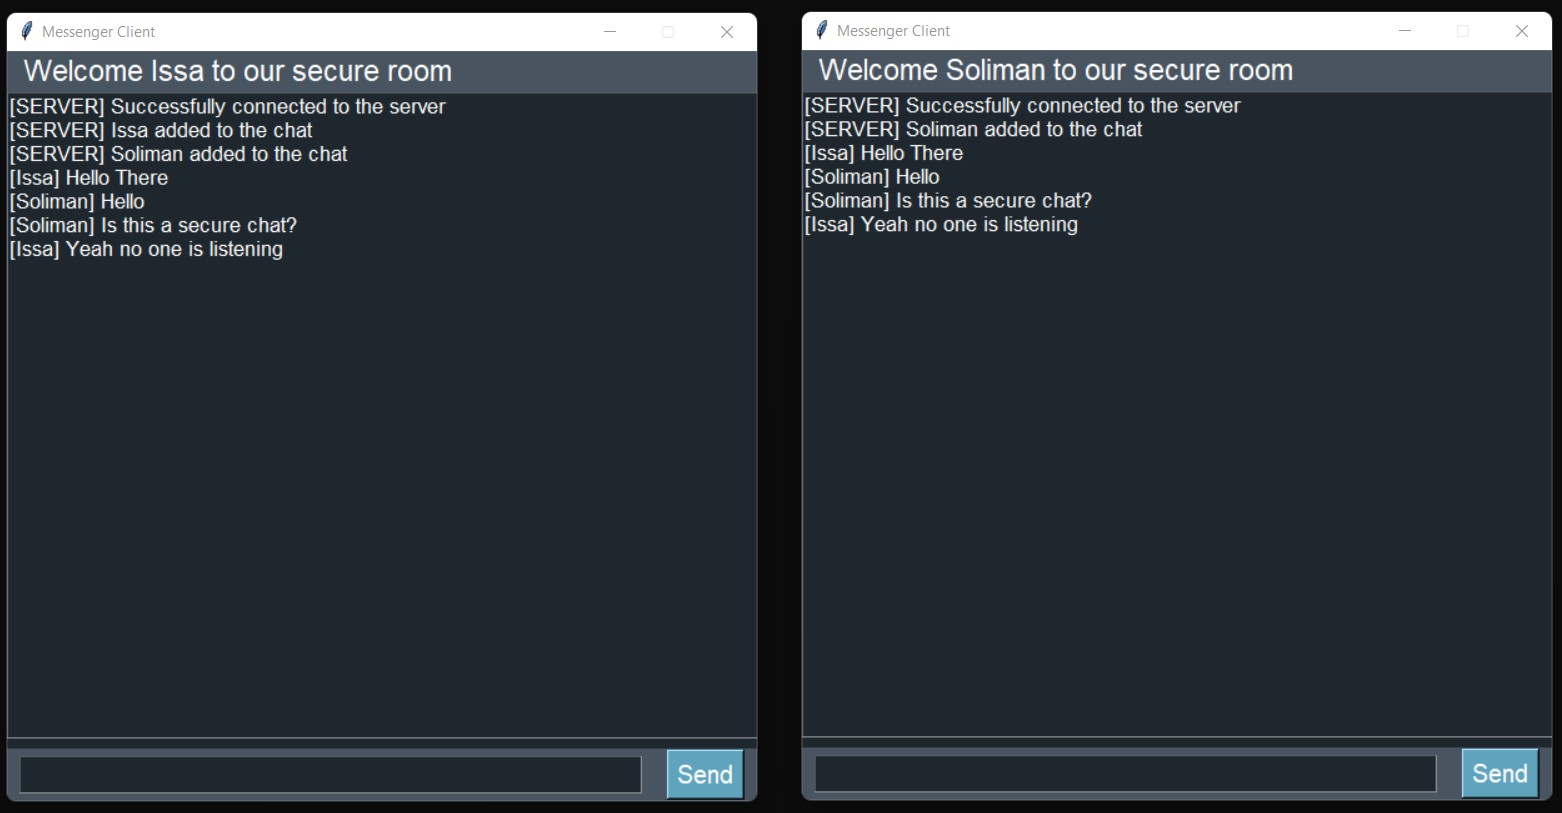 Messenger Client
Welcome Issa to our secure room
[SERVER] Successfully connected to the server
[SERVER] Issa added to the chat
[SERVER] Soliman added to the chat
[Issa] Hello There
[Soliman] Hello
[Soliman] Is this a secure chat?
[Issa] Yeah no one is listening
Send
Messenger Client
Welcome Soliman to our secure room
[SERVER] Successfully connected to the server
[SERVER] Soliman added to the chat
[Issa] Hello There
[Soliman] Hello
[Soliman] Is this a secure chat?
[Issa] Yeah no one is listening
Send